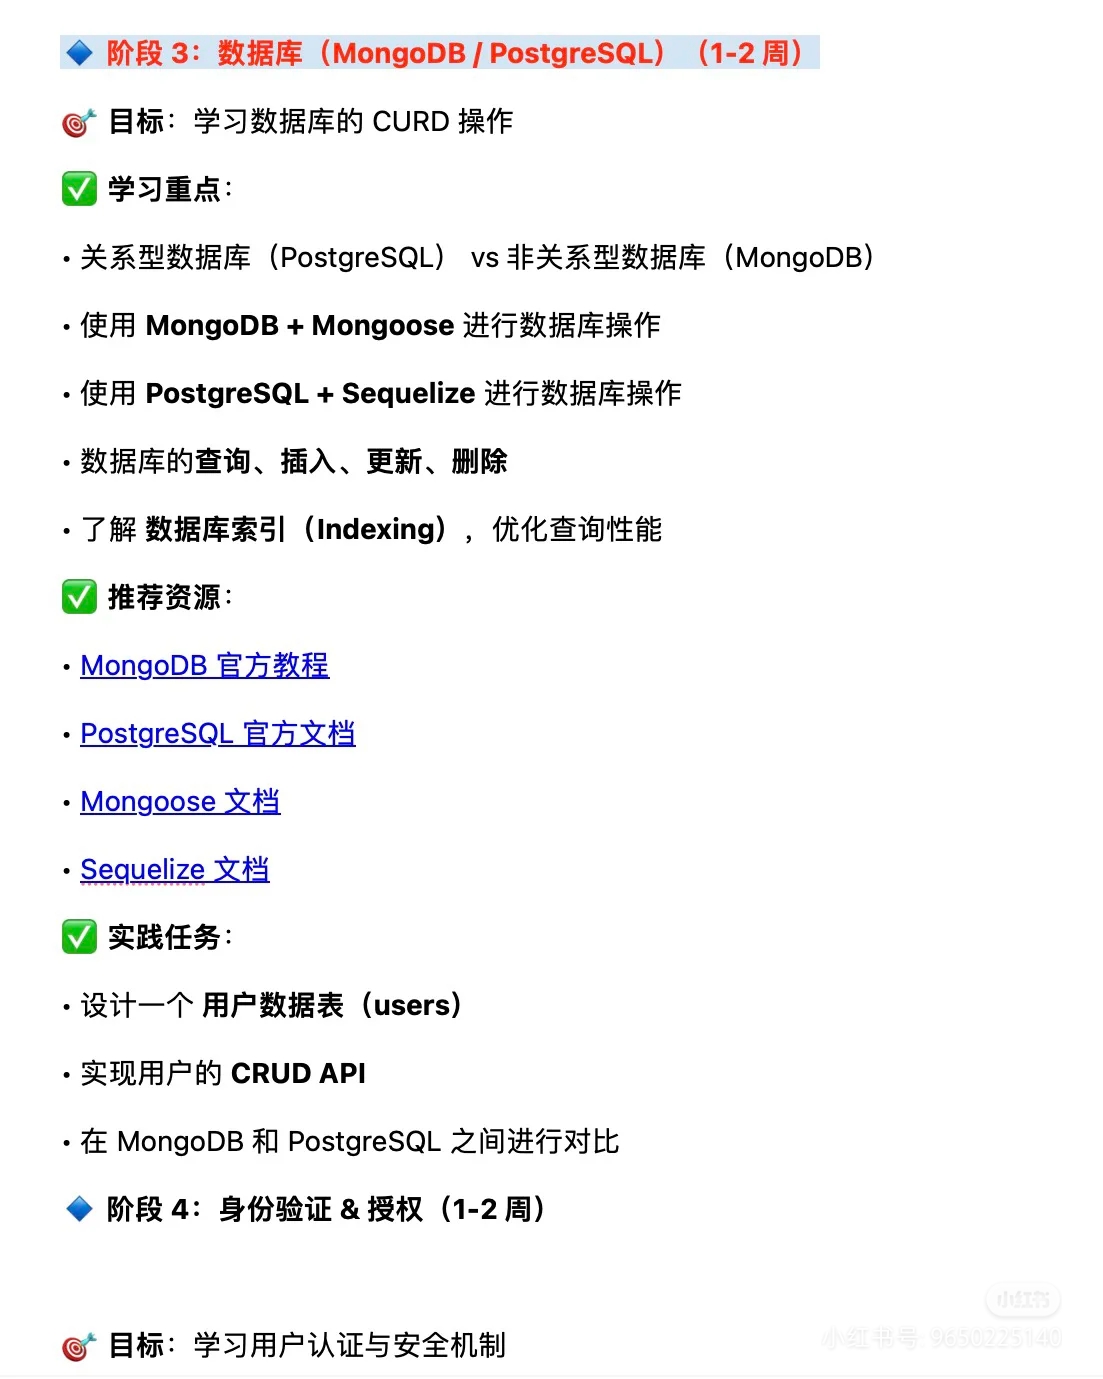 🔷 阶段 3：数据库（MongoDB / PostgreSQL）（1-2 周）
🎯 目标：学习数据库的 CURD 操作
✅ 学习重点：
• 关系型数据库（PostgreSQL） vs 非关系型数据库（MongoDB）
• 使用 MongoDB + Mongoose 进行数据库操作
• 使用 PostgreSQL + Sequelize 进行数据库操作
• 数据库的查询、插入、更新、删除
• 了解 数据库索引（Indexing），优化查询性能
✅ 推荐资源：
• MongoDB 官方教程
• PostgreSQL 官方文档
• Mongoose 文档
• Sequelize 文档
✅ 实践任务：
• 设计一个 用户数据表（users）
• 实现用户的 CRUD API
• 在 MongoDB 和 PostgreSQL 之间进行对比
🔷 阶段 4：身份验证 & 授权（1-2 周）
🎯 目标：学习用户认证与安全机制
小红书
小红书号: 9650225140